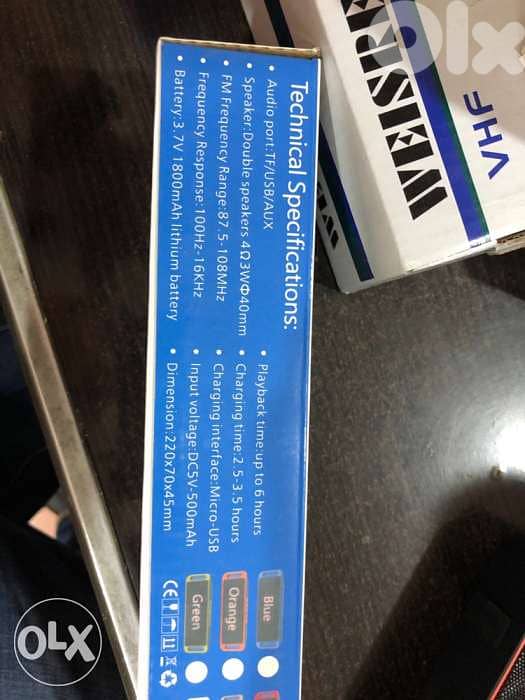 Technical Specifications:
• Audio port:TF/USB/AUX
• Speaker:Double speakers 4Ω3WΦ40mm
• FM Frequency Range:87.5-108MHz
• Frequency Response:100Hz-16KHz
• Battery:3.7V 1800mAh lithium battery
• Playback time:up to 6 hours
• Charging time:2.5-3.5 hours
• Charging interface:Micro-USB
• Input voltage:DC5V-500mAh
• Dimension:220x70x45mm
Blue
Orange
Green
CE
VHF
OLX
OLX